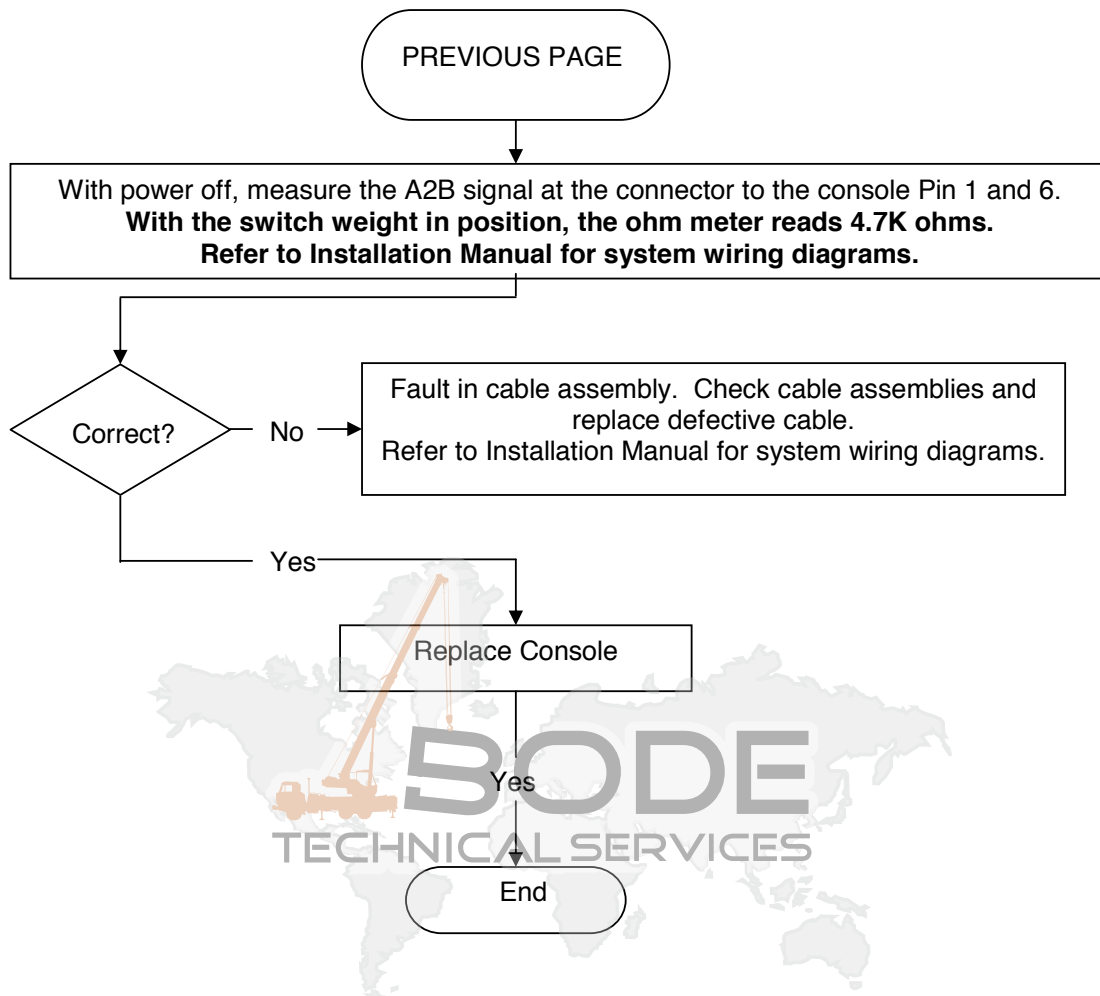 PREVIOUS PAGE
With power off, measure the A2B signal at the connector to the console Pin 1 and 6.
With the switch weight in position, the ohm meter reads 4.7K ohms.
Refer to Installation Manual for system wiring diagrams.
Correct?
No
Fault in cable assembly.  Check cable assemblies and
replace defective cable.
Refer to Installation Manual for system wiring diagrams.
Yes
Replace Console
BODE
Yes
TECHNICAL SERVICES
End